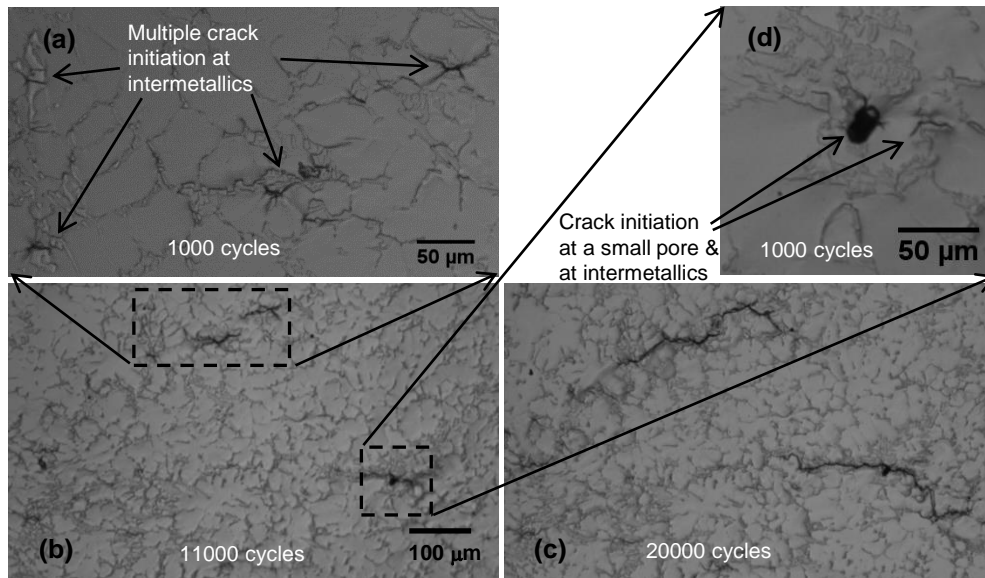 (a)
Multiple crack
initiation at
intermetallics
1000 cycles
50 µm
(d)
Crack initiation
at a small pore &
at intermetallics
1000 cycles
50 µm
(b)
11000 cycles
100 µm
(c)
20000 cycles